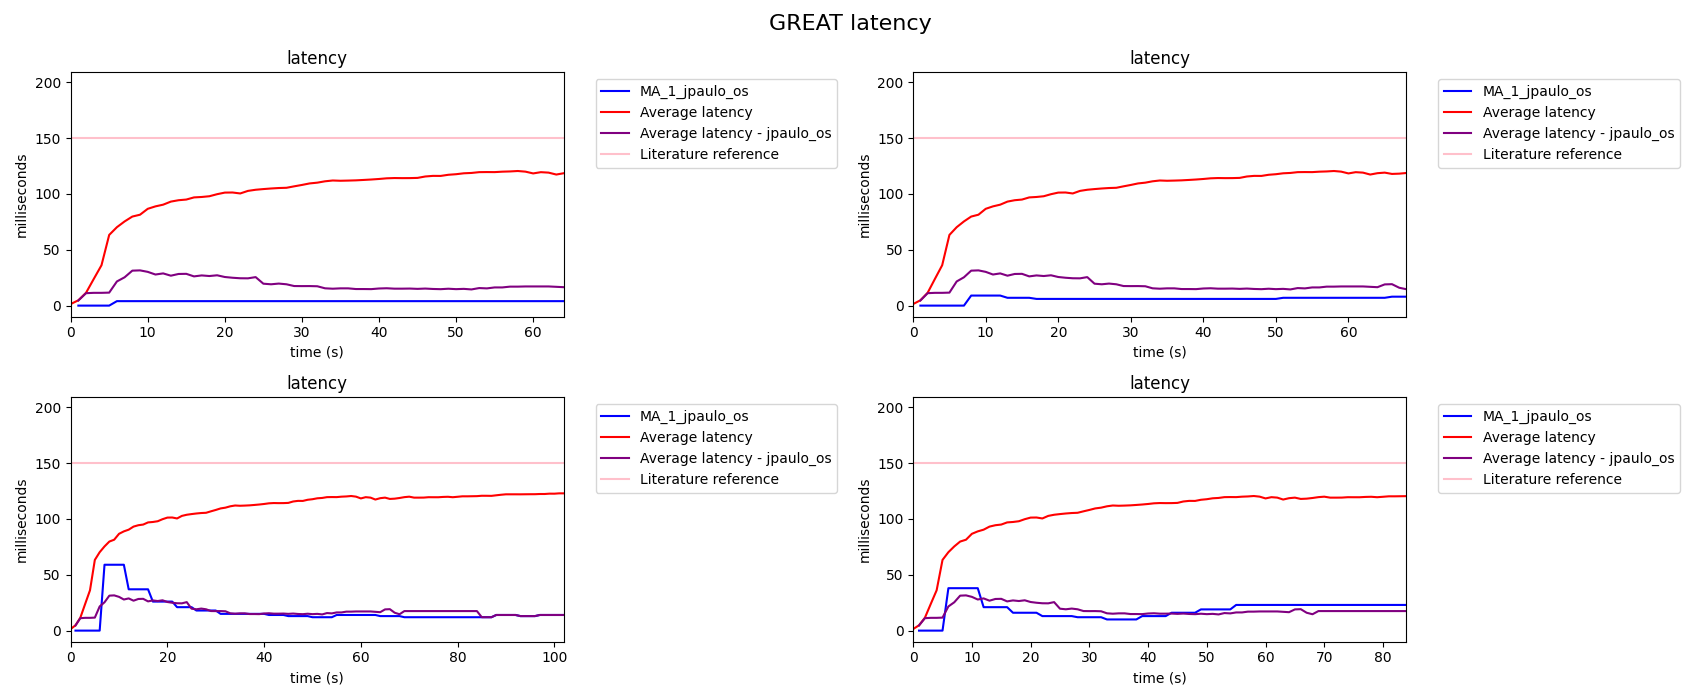 GREAT latency
latency
200
150
100
50
0
milliseconds
0 10 20 30 40 50 60
time (s)
MA_1_jpaulo_os
Average latency
Average latency - jpaulo_os
Literature reference
latency
200
150
100
50
0
milliseconds
0 10 20 30 40 50 60
time (s)
MA_1_jpaulo_os
Average latency
Average latency - jpaulo_os
Literature reference
latency
200
150
100
50
0
milliseconds
0 20 40 60 80 100
time (s)
MA_1_jpaulo_os
Average latency
Average latency - jpaulo_os
Literature reference
latency
200
150
100
50
0
milliseconds
0 10 20 30 40 50 60 70 80
time (s)
MA_1_jpaulo_os
Average latency
Average latency - jpaulo_os
Literature reference